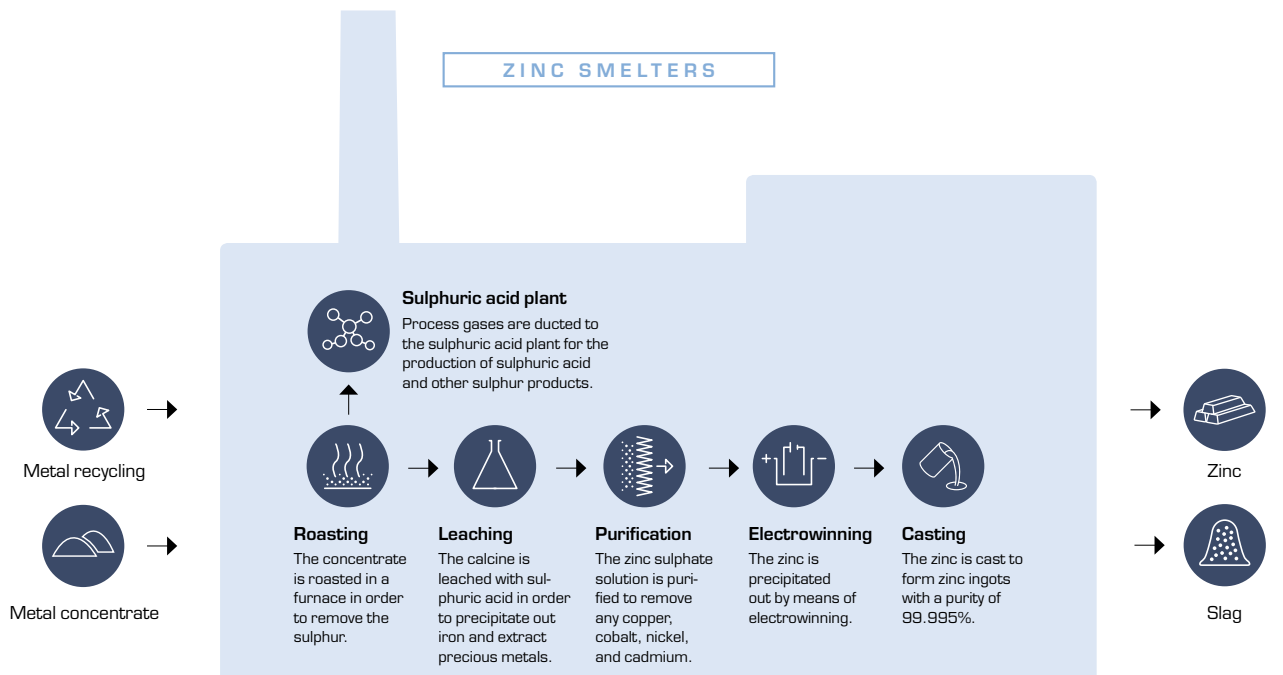 ZINC SMELTERS
Sulphuric acid plant
Process gases are ducted to
the sulphuric acid plant for the
production of sulphuric acid
and other sulphur products.
Metal recycling
Metal concentrate
Roasting
The concentrate
is roasted in a
furnace in order
to remove the
sulphur.
Leaching
The calcine is
leached with sul-
phuric acid in order
to precipitate out
iron and extract
precious metals.
Purification
The zinc sulphate
solution is puri-
fied to remove
any copper,
cobalt, nickel,
and cadmium.
Electrowinning
The zinc is
precipitated
out by means of
electrowinning.
Casting
The zinc is cast to
form zinc ingots
with a purity of
99.995%.
Zinc
Slag